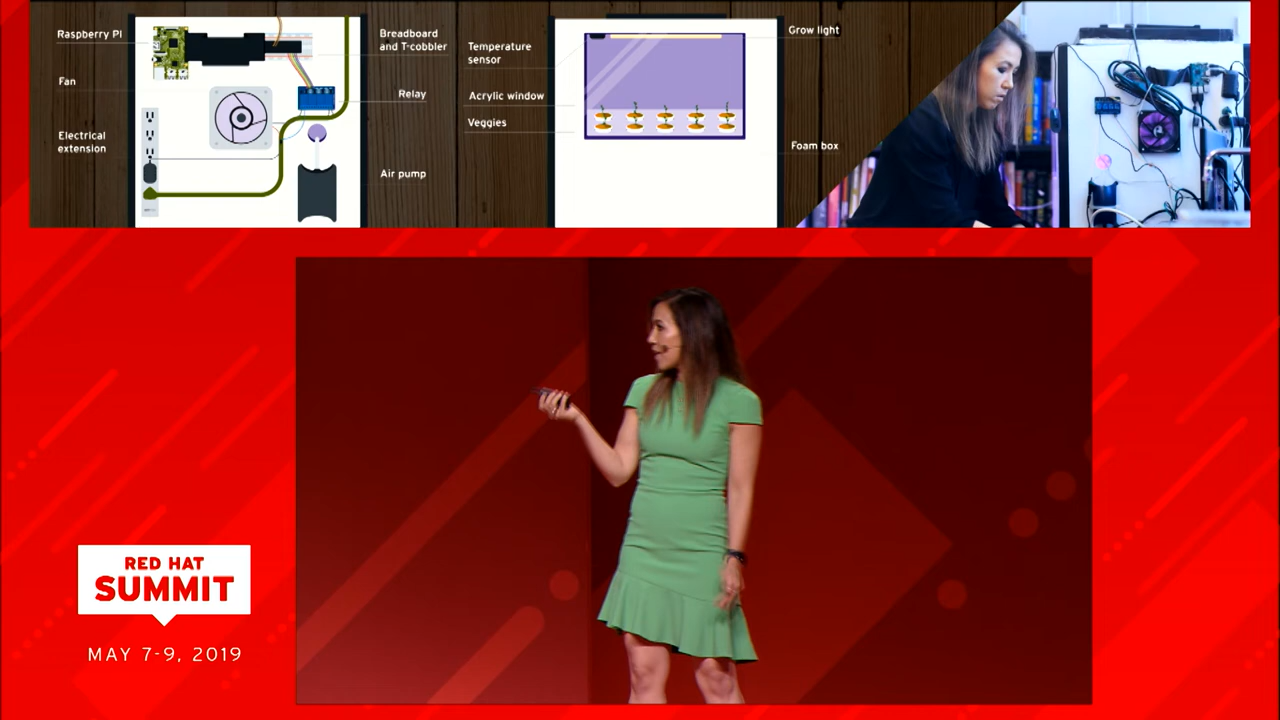 Raspberry PI
Fan
Electrical
extension
Breadboard
and T-cobbler
Relay
Air pump
Temperature
sensor
Acrylic window
Veggies
Grow light
Foam box
RED HAT
SUMMIT
MAY 7-9, 2019